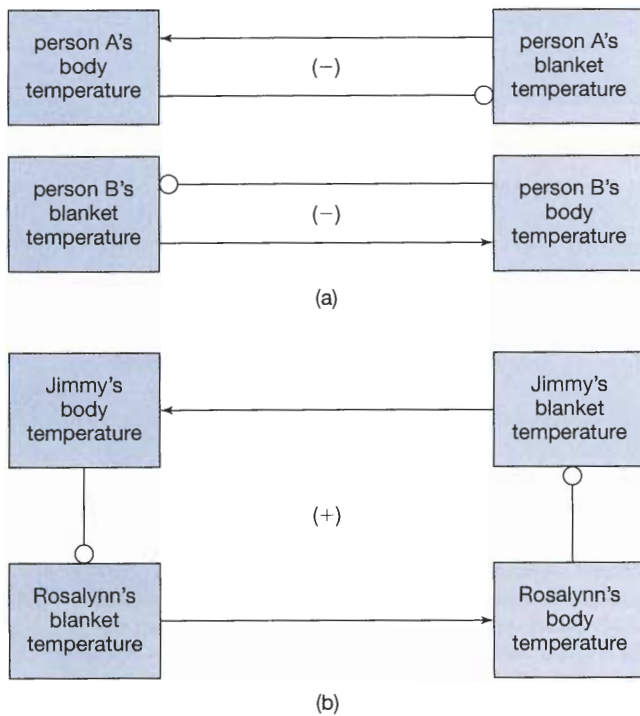 person A's
body
temperature
(−)
person A's
blanket
temperature
person B's
blanket
temperature
(−)
person B's
body
temperature
(a)
Jimmy's
body
temperature
Jimmy's
blanket
temperature
(+)
Rosalynn's
blanket
temperature
Rosalynn's
body
temperature
(b)